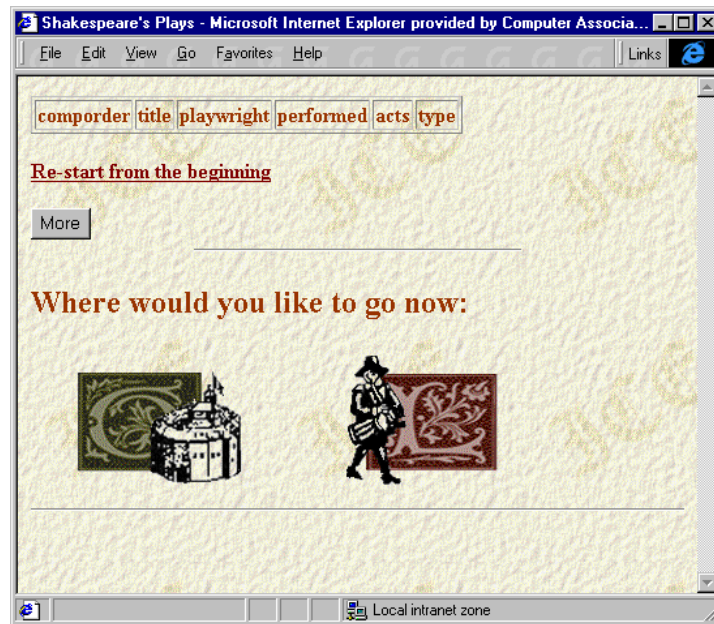 Shakespeare's Plays - Microsoft Internet Explorer provided by Computer Associa...
File Edit View Go Favorites Help Links
comporder title playwright performed acts type
Re-start from the beginning
More
Where would you like to go now:
Local intranet zone